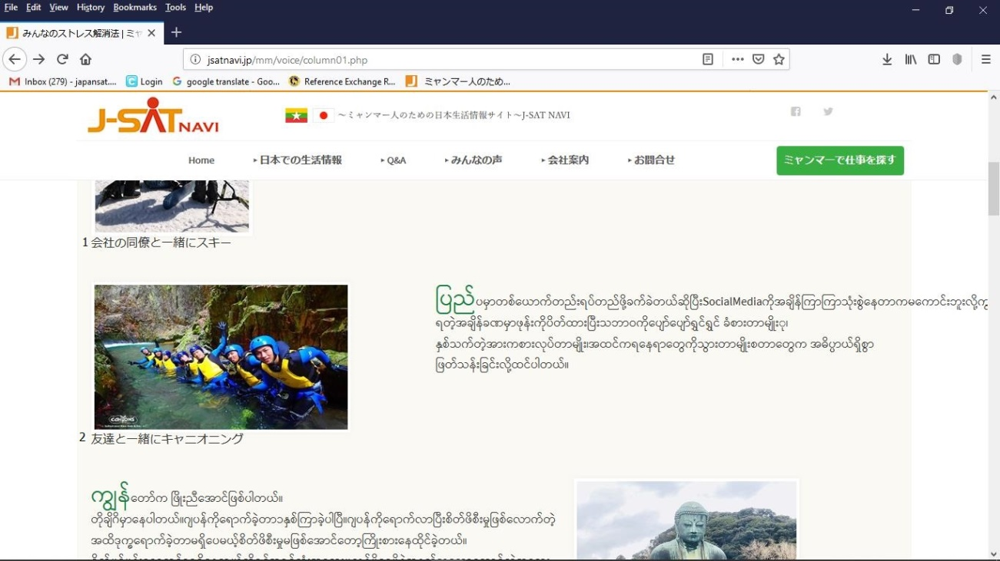 File Edit View History Bookmarks Tools Help
みんなのストレス解消法 | ミャ
jsatnavi.jp/mm/voice/column01.php
Inbox (279) - japansat.... Login google translate - Goo... Reference Exchange R... ミャンマー人のため...
J-SAT NAVI
～ミャンマー人のための日本生活情報サイト～J-SAT NAVI
Home ▸日本での生活情報 ▸Q&A ▸みんなの声 ▸会社案内 ▸お問合せ ミャンマーで仕事を探す
1 会社の同僚と一緒にスキー
ပြည်ပမှာတစ်ယောက်တည်းရပ်တည်ဖို့ခက်ခဲတယ်ဆိုပြီးSocialMediaကိုအချိန်ကြာကြာသုံးစွဲနေတာကမကောင်းဘူးလို့
ရတဲ့အချိန်ခဏမှာဖုန်းကိုပိတ်ထားပြီးသဘာဝကိုပျော်ပျော်ရွှင်ရွှင် ခံစားတာမျိုး၊
နှစ်သက်တဲ့အားကစားလုပ်တာမျိုး၊အထင်ကရနေရာတွေကိုသွားတာမျိုးစတာတွေက အဓိပ္ပာယ်ရှိစွာ
ဖြတ်သန်းခြင်းလို့ထင်ပါတယ်။
CANYONS
2 友達と一緒にキャニオニング
ကျွန်တော်က ဖြိုးညီအောင်ဖြစ်ပါတယ်။
တိုချိဂိမှာနေပါတယ်။ဂျပန်ကိုရောက်ခဲ့တာ၁နှစ်ကြာခဲ့ပါပြီ။ဂျပန်ကိုရောက်လာပြီးစိတ်ဖိစီးမှုဖြစ်လောက်တဲ့
အထိဒုက္ခရောက်ခဲ့တာမရှိပေမယ့်စိတ်ဖိစီးမှုမဖြစ်အောင်တော့ကြိုးစားနေထိုင်ခဲ့တယ်။